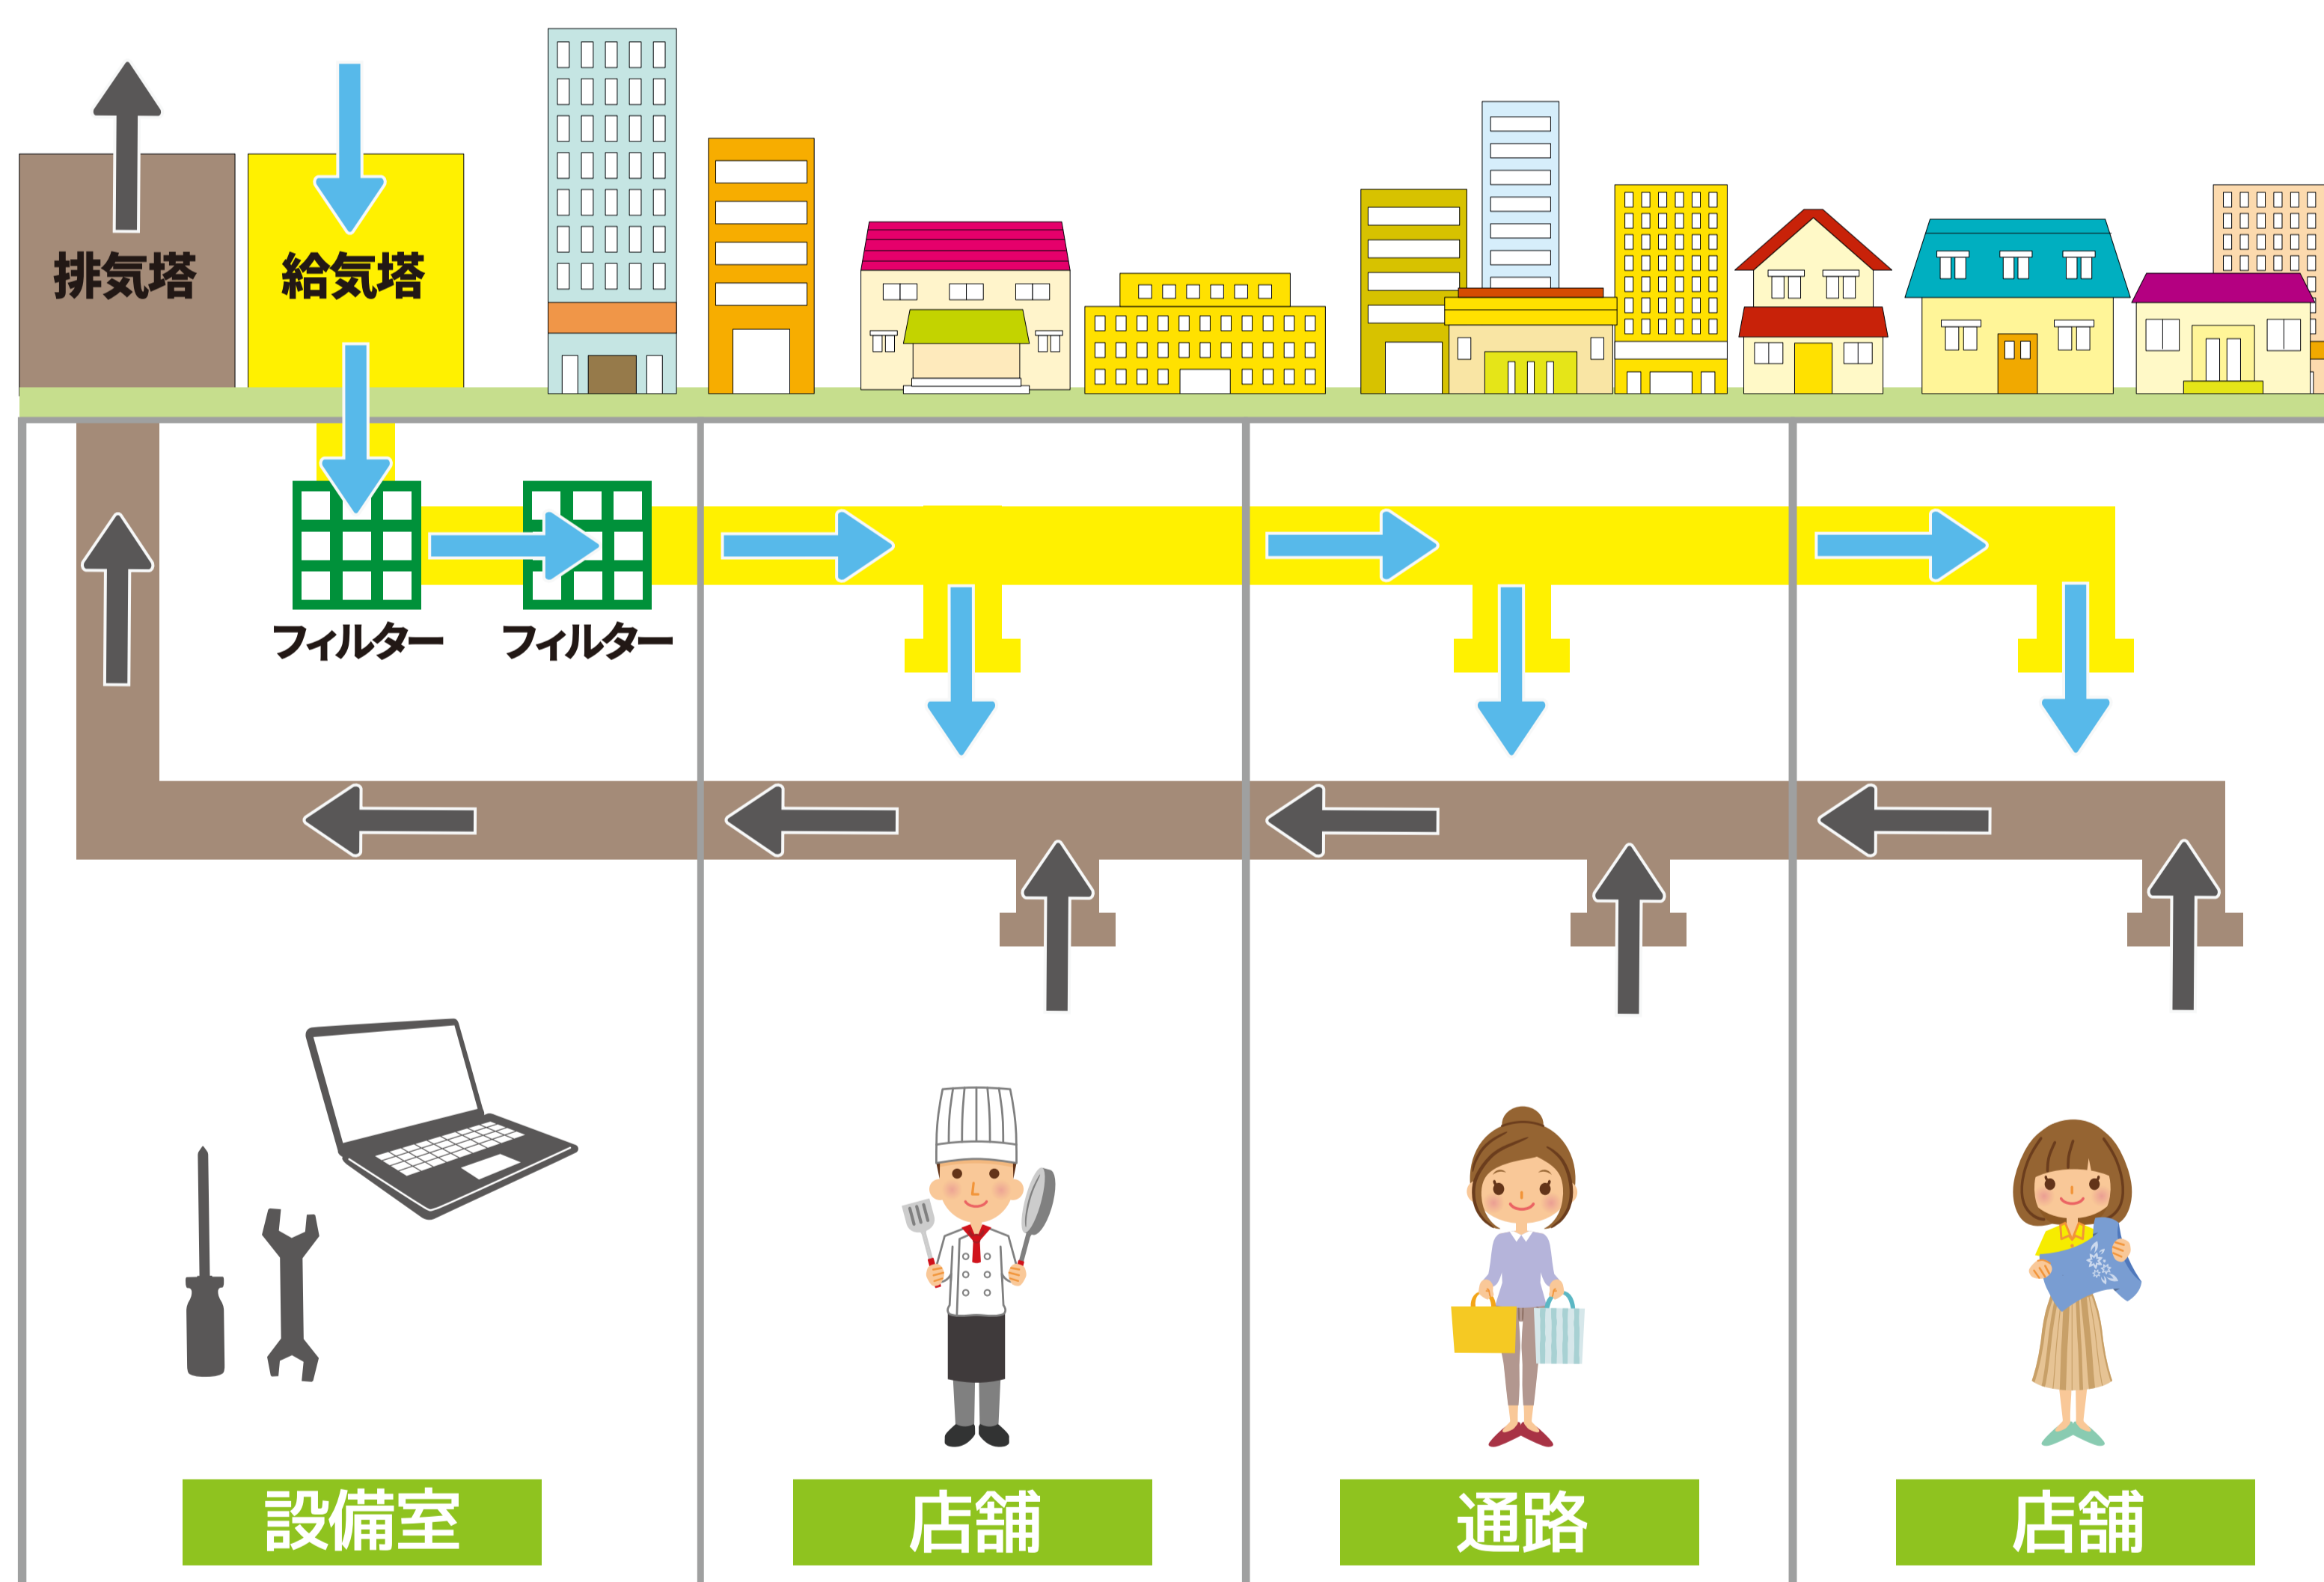 排気塔
給気塔
フィルター
フィルター
設備室
店舗
通路
店舗